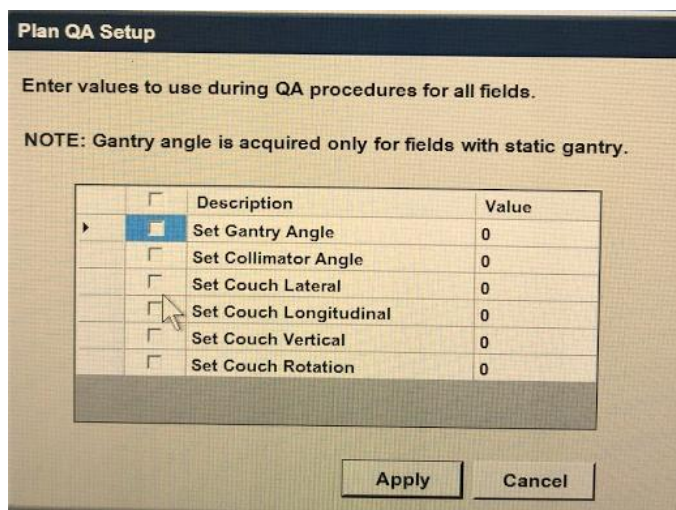 Plan QA Setup
Enter values to use during QA procedures for all fields.
NOTE: Gantry angle is acquired only for fields with static gantry.
Description Value
Set Gantry Angle 0
Set Collimator Angle 0
Set Couch Lateral 0
Set Couch Longitudinal 0
Set Couch Vertical 0
Set Couch Rotation 0
Apply Cancel